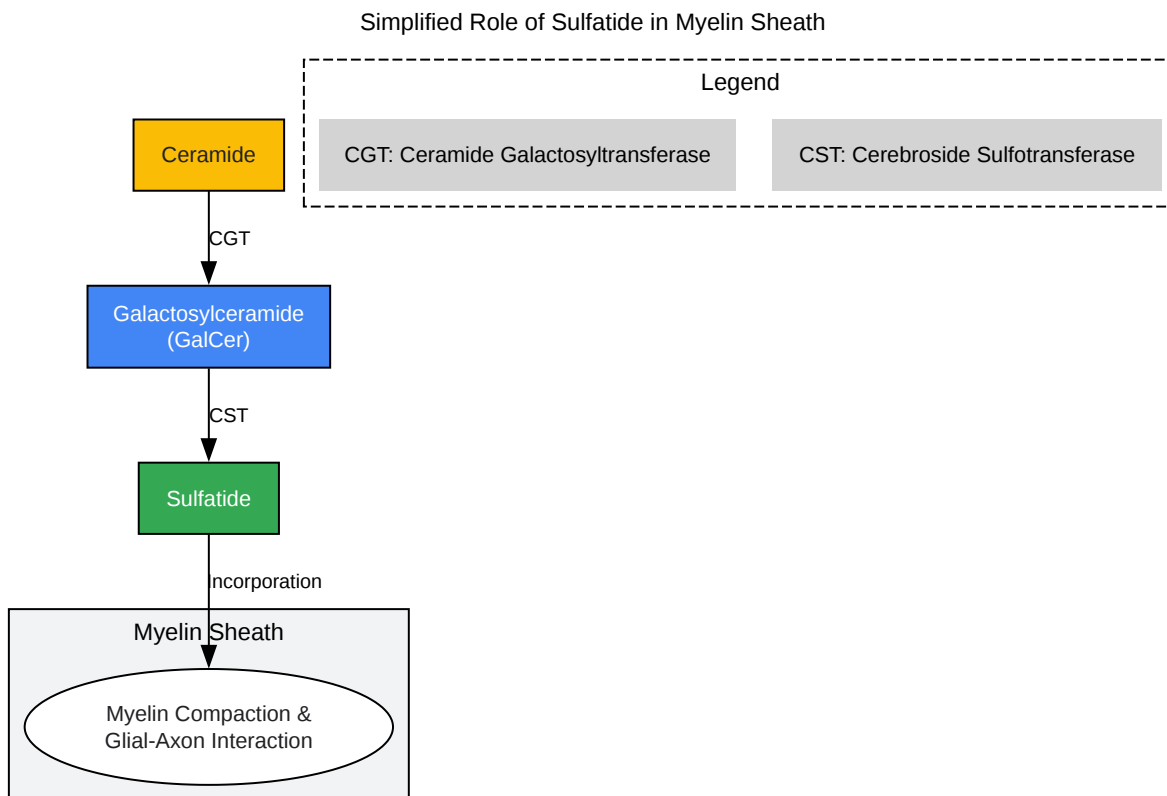 Simplified Role of Sulfatide in Myelin Sheath
Legend
Ceramide
CGT: Ceramide Galactosyltransferase
CST: Cerebroside Sulfotransferase
CGT
Galactosylceramide
(GalCer)
CST
Sulfatide
Incorporation
Myelin Sheath
Myelin Compaction &
Glial-Axon Interaction